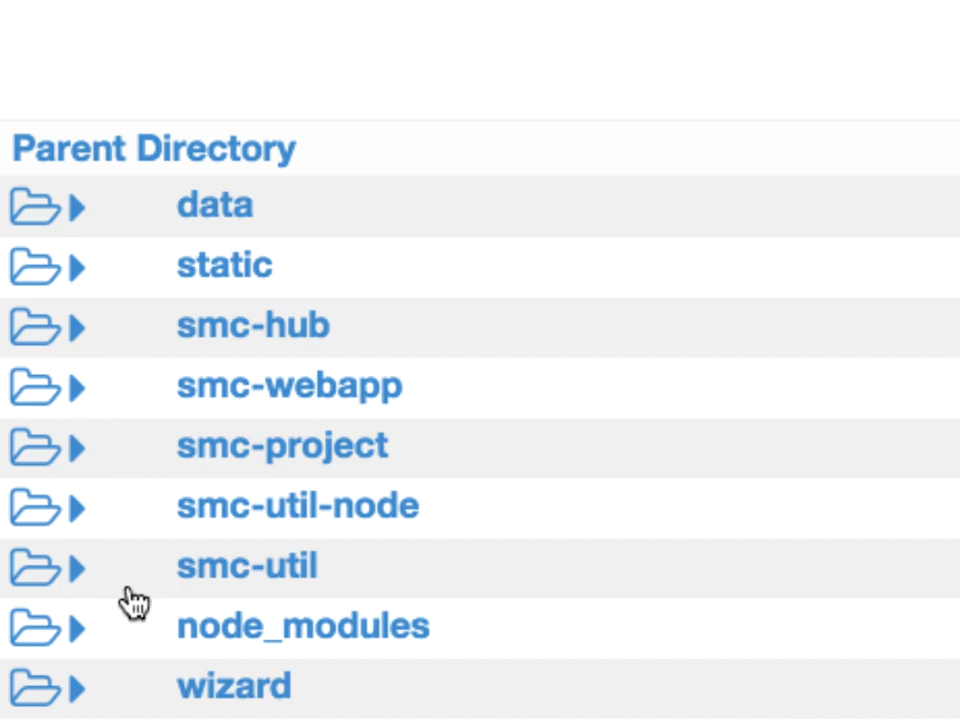 Parent Directory
data
static
smc-hub
smc-webapp
smc-project
smc-util-node
smc-util
node_modules
wizard